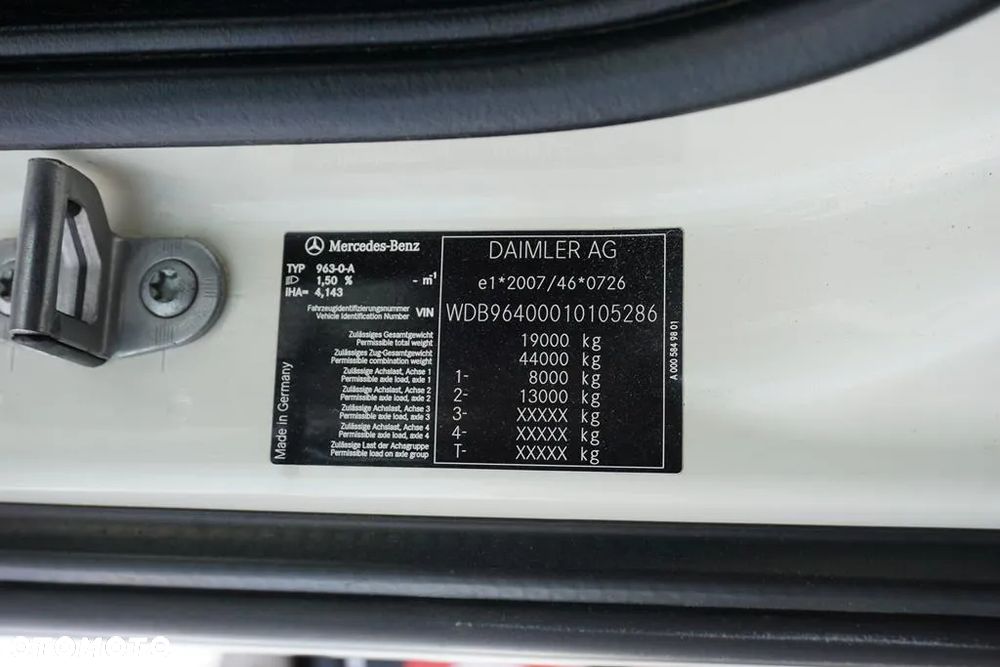 Mercedes-Benz
TYP 963-0-A
1,50 % - m-1
IHA= 4,143
Fahrzeugidentifizierungsnummer
Vehicle Identification Number VIN
Zulässiges Gesamtgewicht
Permissible total weight
Zulässiges Zug-Gesamtgewicht
Permissible combination weight
Zulässige Achslast, Achse 1
Permissible axle load, axle 1
Zulässige Achslast, Achse 2
Permissible axle load, axle 2
Zulässige Achslast, Achse 3
Permissible axle load, axle 3
Zulässige Achslast, Achse 4
Permissible axle load, axle 4
Zulässige Last der Achsgruppe
Permissible load on axle group
Made in Germany
DAIMLER AG
e1*2007/46*0726
WDB96400010105286
19000 kg
44000 kg
1- 8000 kg
2- 13000 kg
3- XXXXX kg
4- XXXXX kg
T- XXXXX kg
A 000 584 98 01
OTOMOTO